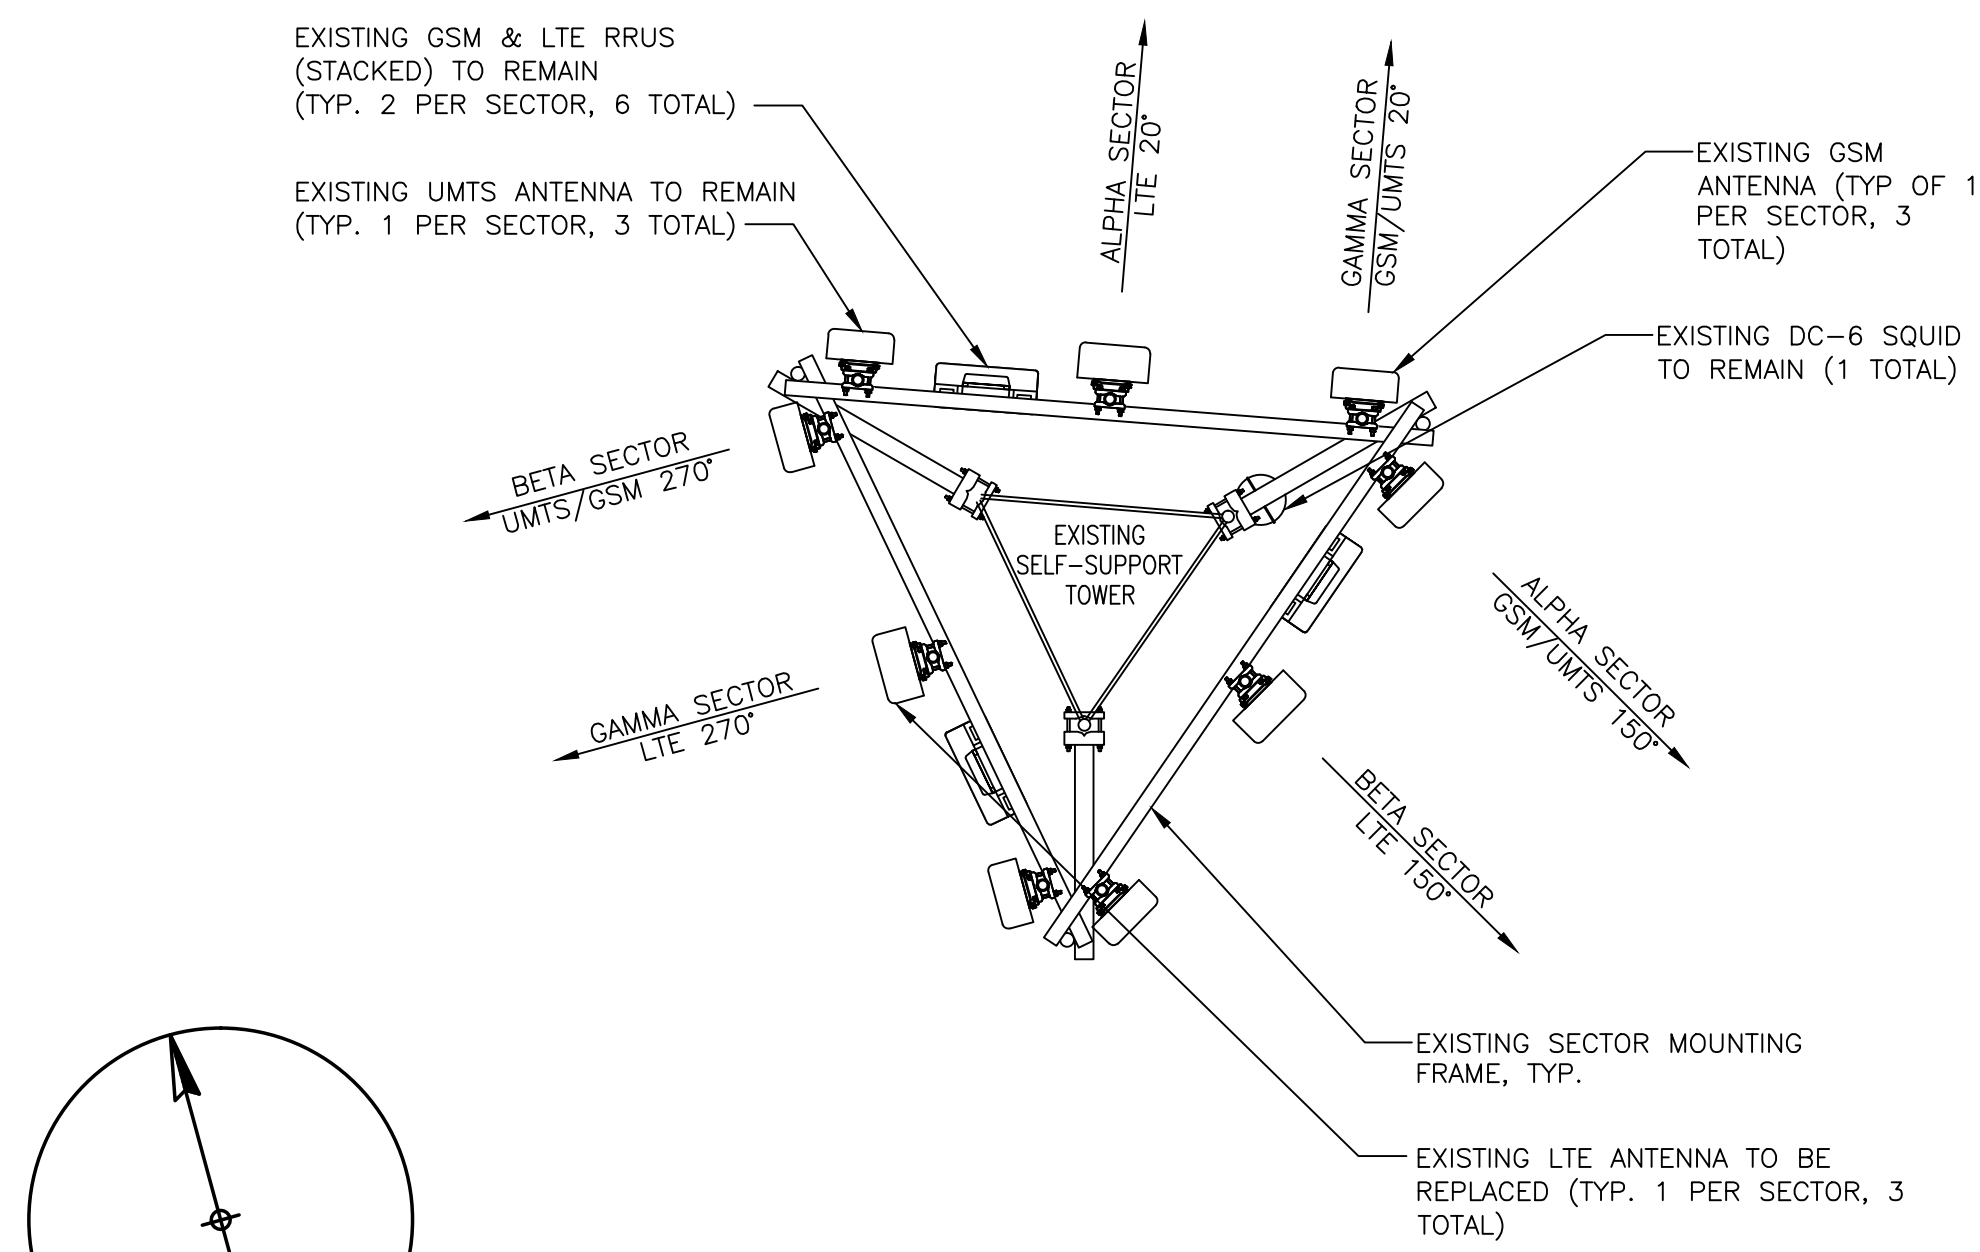 EXISTING GSM & LTE RRUS
(STACKED) TO REMAIN
(TYP. 2 PER SECTOR, 6 TOTAL)
EXISTING UMTS ANTENNA TO REMAIN
(TYP. 1 PER SECTOR, 3 TOTAL)
ALPHA SECTOR
LTE 20°
GAMMA SECTOR
GSM/UMTS 20°
EXISTING GSM
ANTENNA (TYP OF 1
PER SECTOR, 3
TOTAL)
EXISTING DC-6 SQUID
TO REMAIN (1 TOTAL)
BETA SECTOR
UMTS/GSM 270°
EXISTING
SELF-SUPPORT
TOWER
ALPHA SECTOR
GSM/UMTS 150°
GAMMA SECTOR
LTE 270°
BETA SECTOR
LTE 150°
EXISTING SECTOR MOUNTING
FRAME, TYP.
EXISTING LTE ANTENNA TO BE
REPLACED (TYP. 1 PER SECTOR, 3
TOTAL)